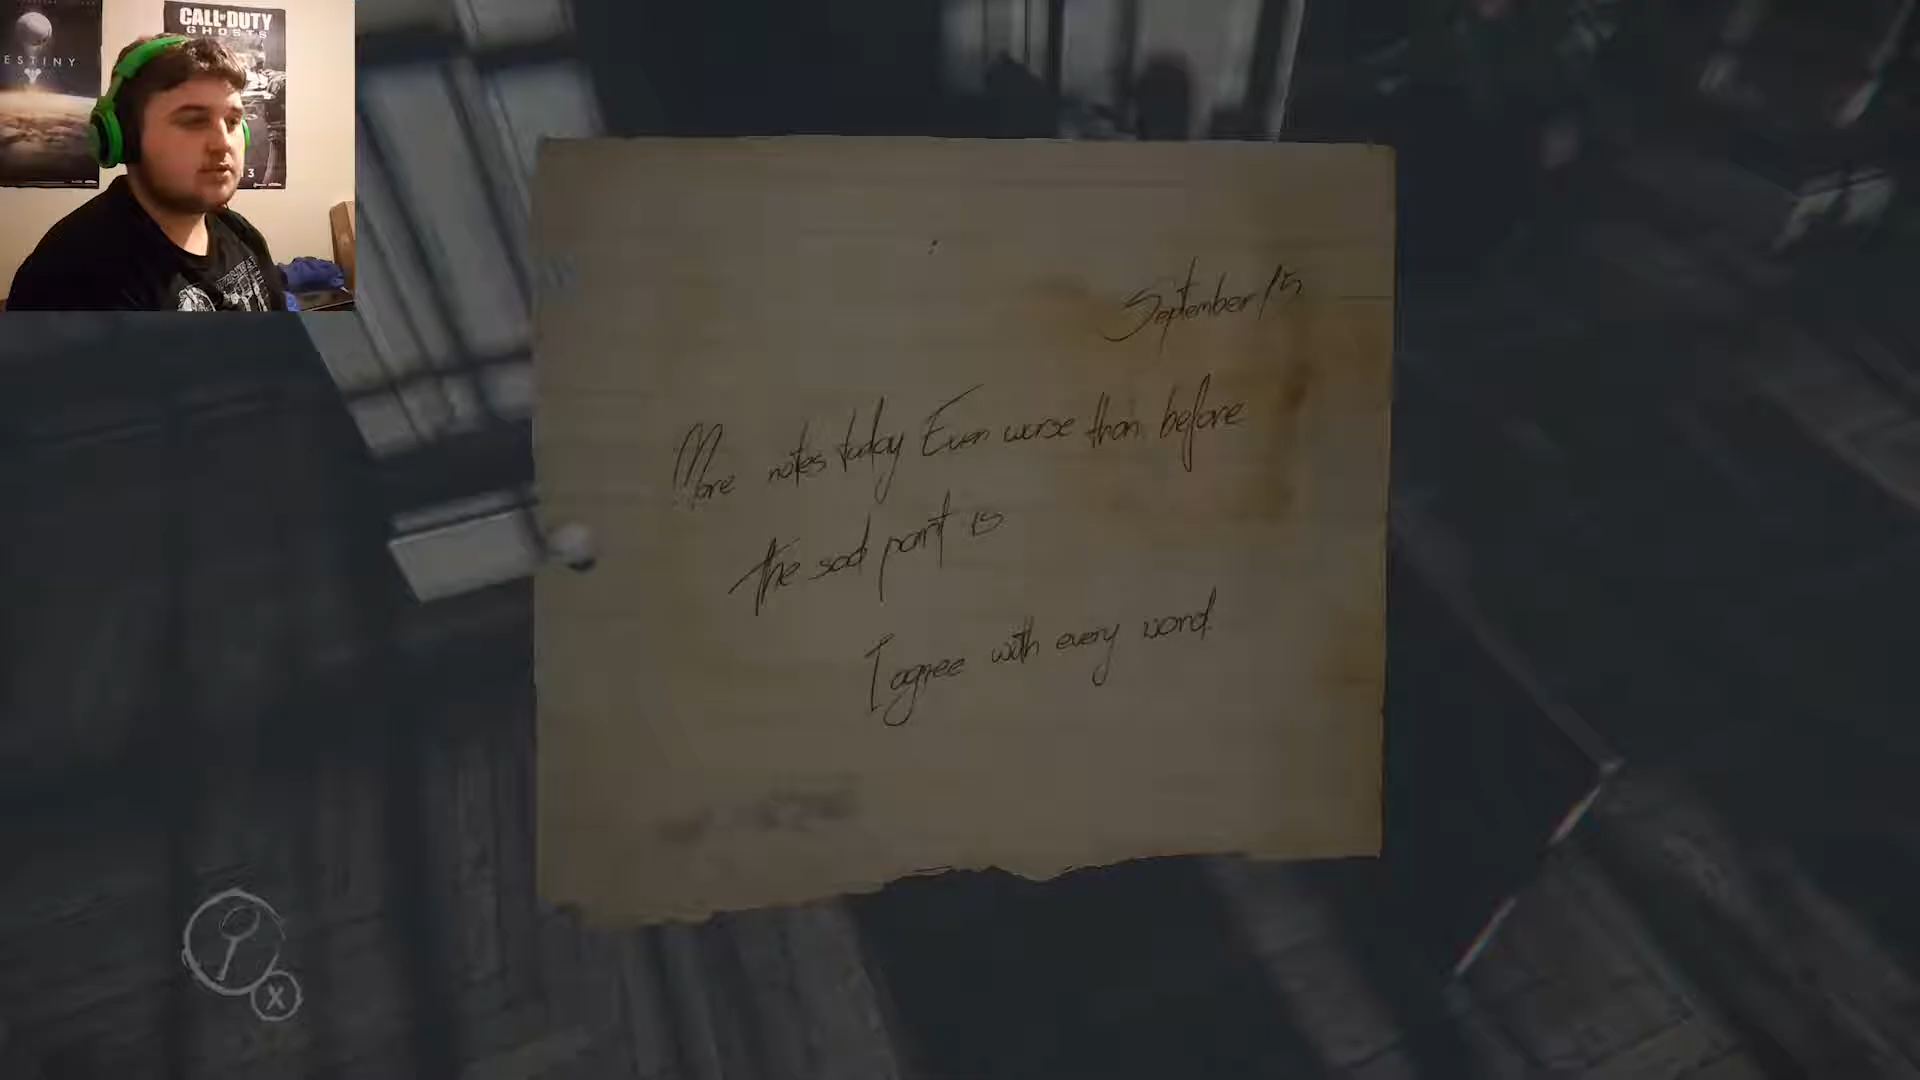 ESTINY
CALL OF DUTY
GHOSTS
3
September 15
More notes today Even worse than before
the sad part is
I agree with every word.
X